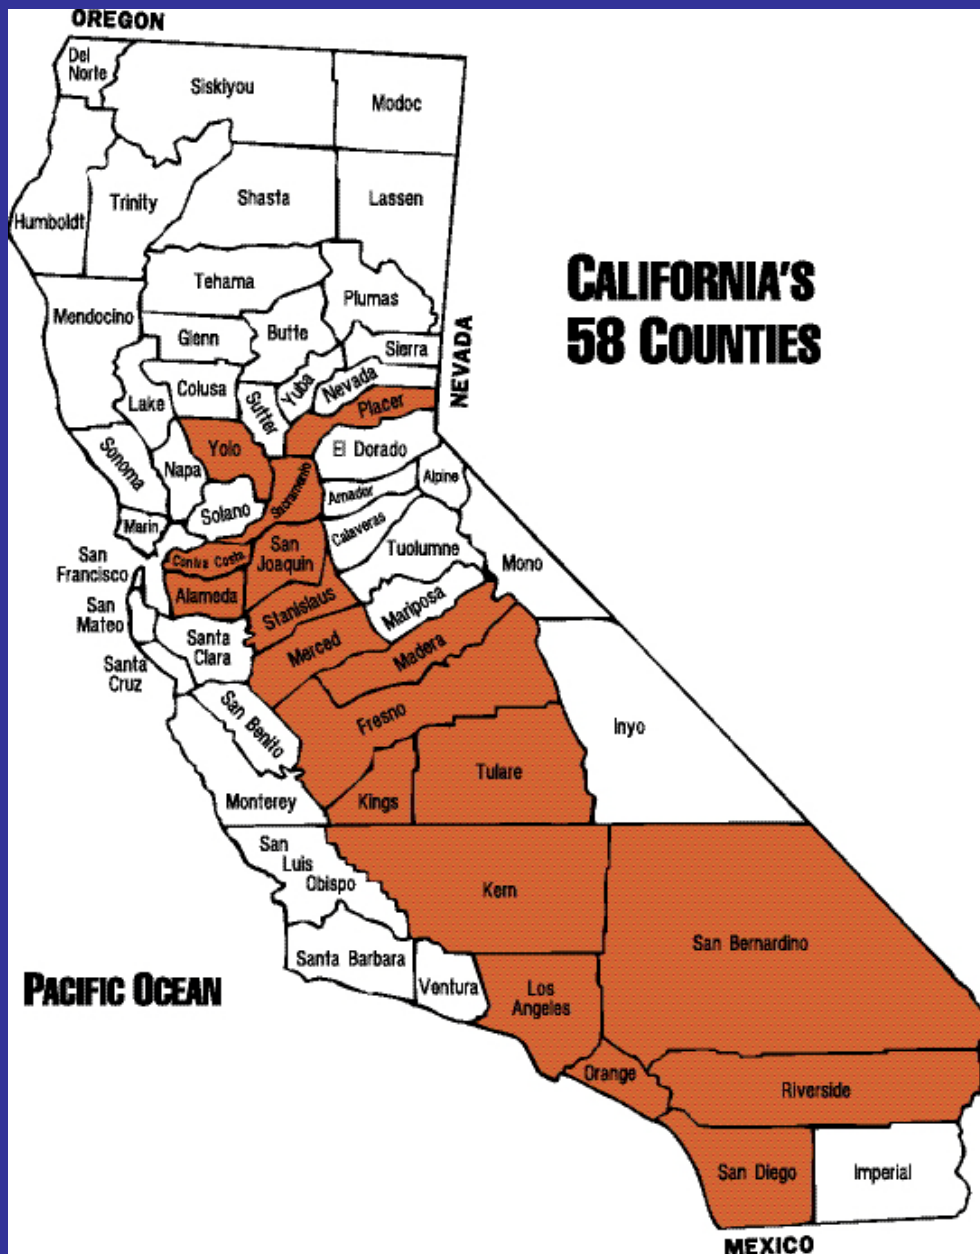 OREGON
Del
Norte
Siskiyou
Modoc
Humboldt
Trinity
Shasta
Lassen
Tehama
Plumas
Mendocino
Glenn
Butte
Sierra
CALIFORNIA'S
58 COUNTIES
NEVADA
Lake
Colusa
Sutter
Yuba
Nevada
Placer
Sonoma
Napa
Yolo
El Dorado
Sacramento
Amador
Alpine
Marin
Solano
Calaveras
Tuolumne
Mono
San
Francisco
Contra Costa
San
Joaquin
San
Mateo
Alameda
Stanislaus
Mariposa
Santa
Cruz
Santa
Clara
Merced
Madera
San Benito
Fresno
Inyo
Monterey
Kings
Tulare
San
Luis
Obispo
Kern
San Bernardino
Santa Barbara
Ventura
Los
Angeles
PACIFIC OCEAN
Orange
Riverside
San Diego
Imperial
MEXICO